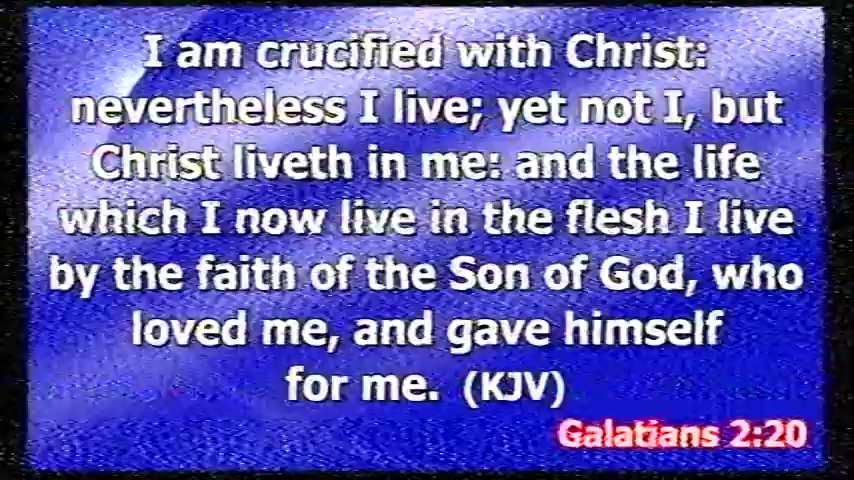 I am crucified with Christ:
nevertheless I live; yet not I, but
Christ liveth in me: and the life
which I now live in the flesh I live
by the faith of the Son of God, who
loved me, and gave himself
for me. (KJV)
Galatians 2:20